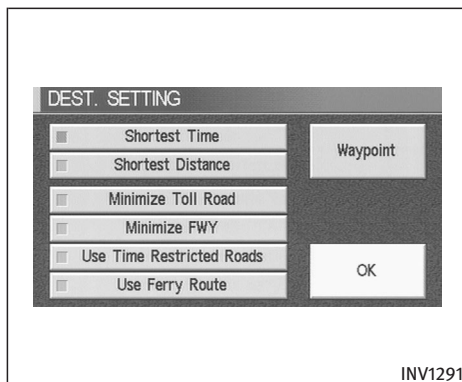 DEST. SETTING
Shortest Time
Shortest Distance
Waypoint
Minimize Toll Road
Minimize FWY
Use Time Restricted Roads
Use Ferry Route
OK
INV1291